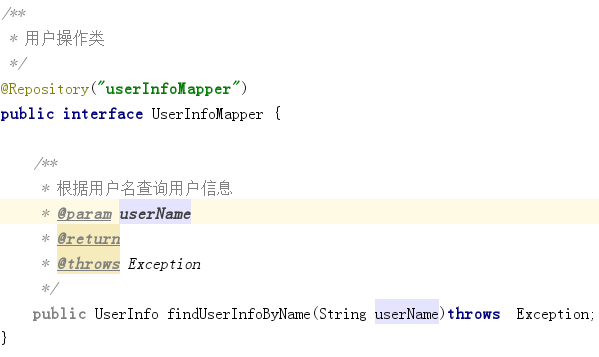 /**
 * 用户操作类
 */
@Repository("userInfoMapper")
public interface UserInfoMapper {
    /**
     * 根据用户名查询用户信息
     * @param userName
     * @return
     * @throws Exception
     */
    public UserInfo findUserInfoByName(String userName)throws  Exception;
}